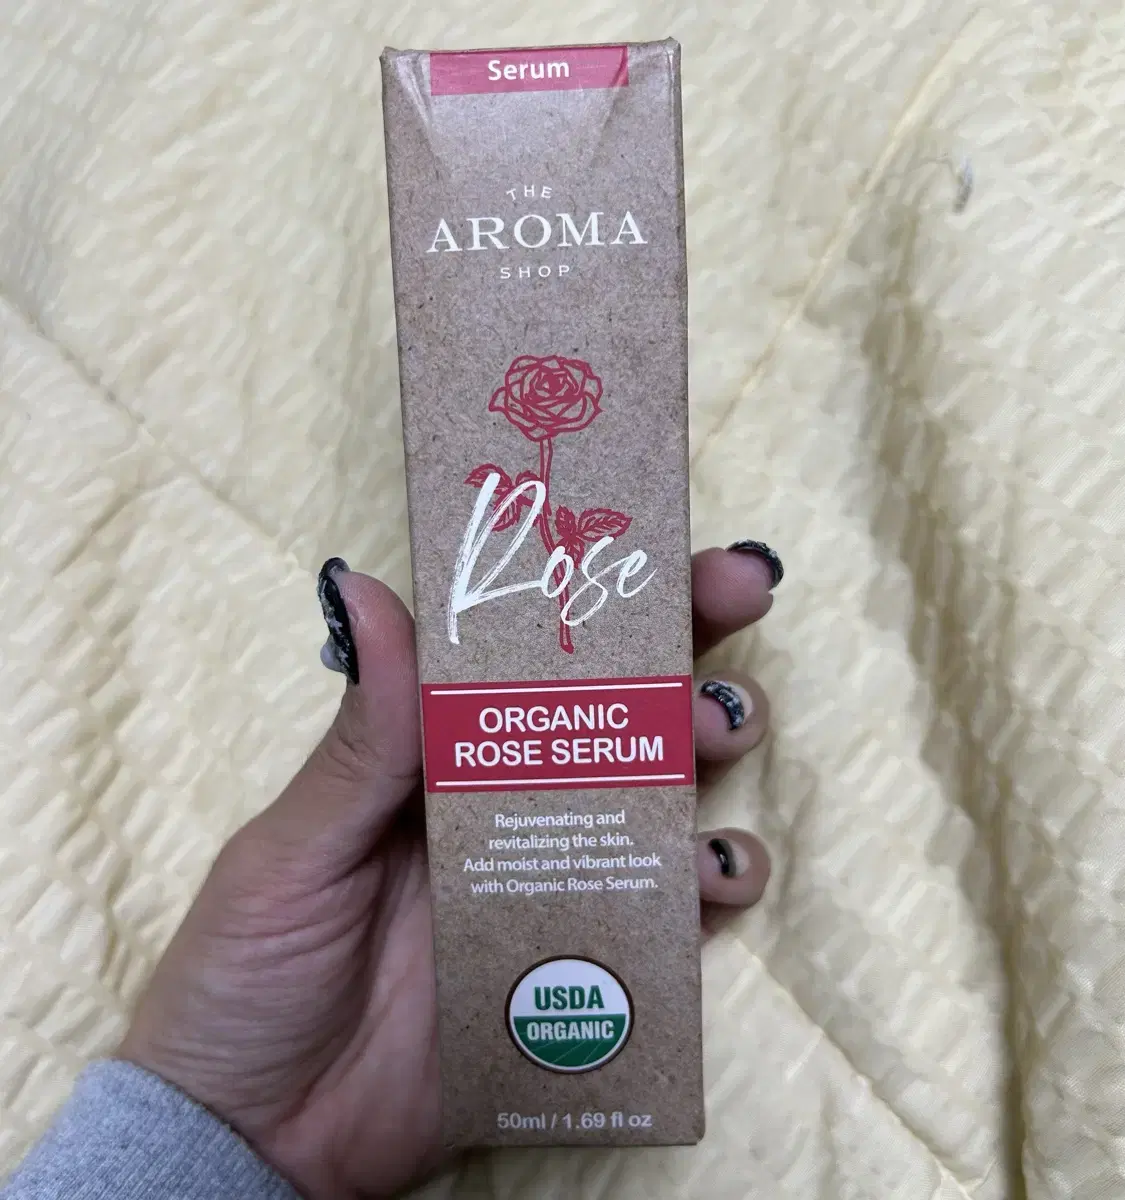 Serum
THE
AROMA
SHOP
Rose
ORGANIC
ROSE SERUM
Rejuvenating and
revitalizing the skin.
Add moist and vibrant look
with Organic Rose Serum.
USDA
ORGANIC
50ml / 1.69 fl oz